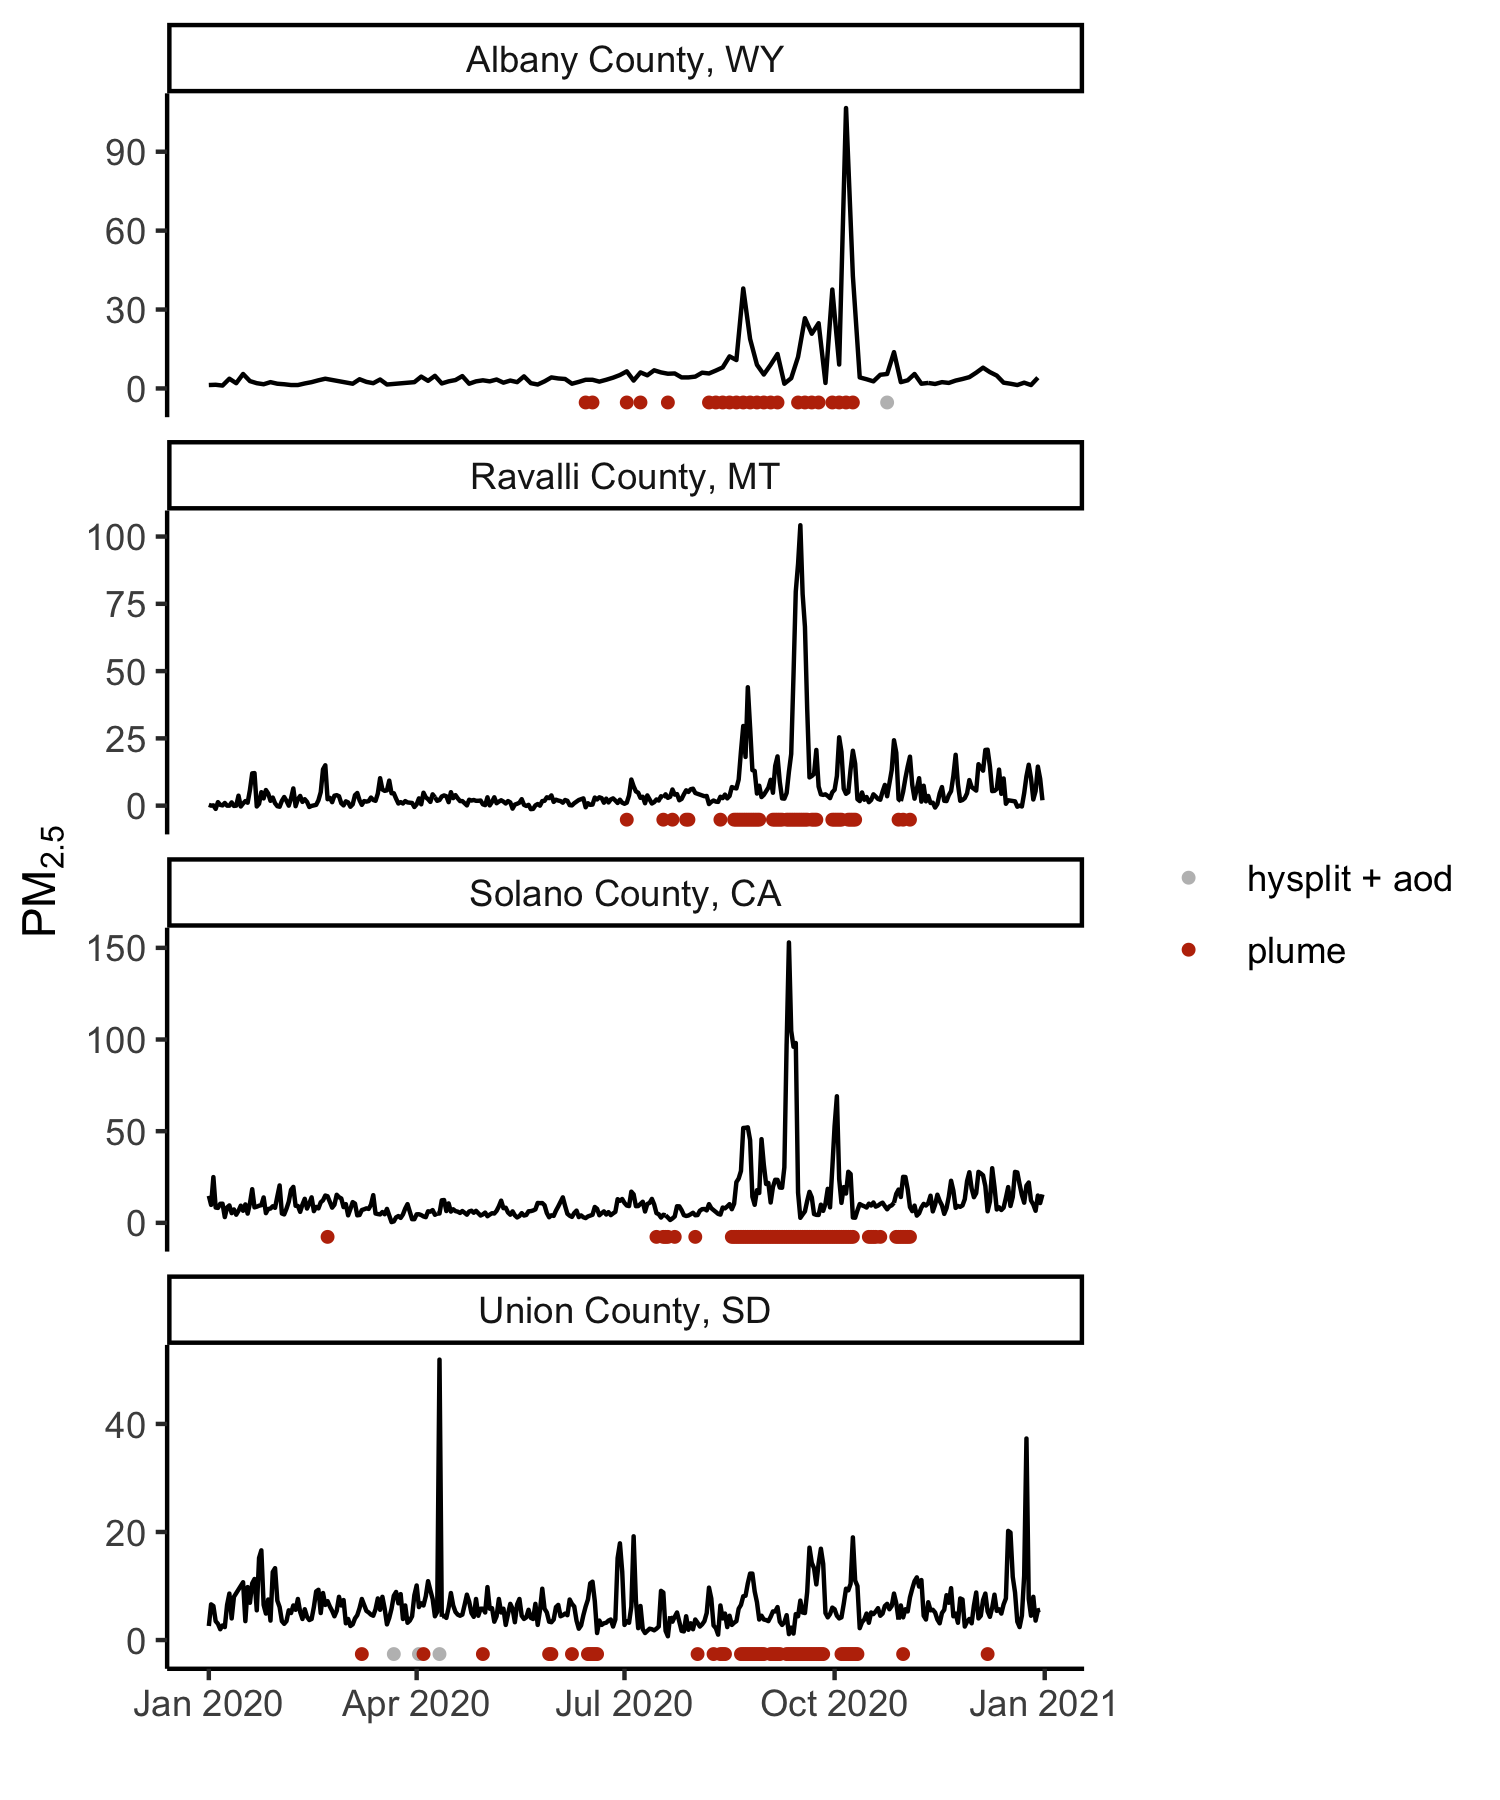 Albany County, WY
90
60
30
0
Ravalli County, MT
100
75
50
25
0
Solano County, CA
150
100
50
0
Union County, SD
40
20
0
Jan 2020 Apr 2020 Jul 2020 Oct 2020 Jan 2021
PM2.5
hysplit + aod
plume